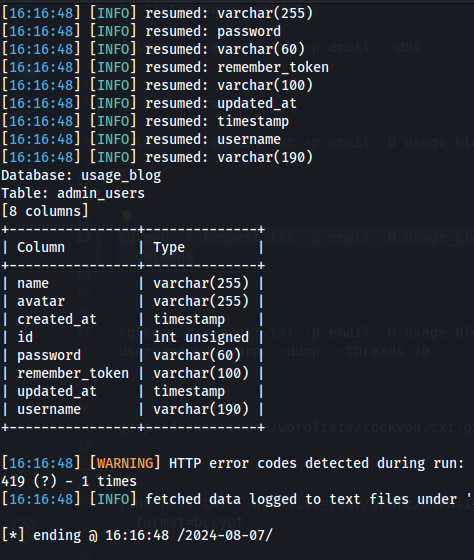 [16:16:48] [INFO] resumed: varchar(255)
[16:16:48] [INFO] resumed: password
[16:16:48] [INFO] resumed: varchar(60)
[16:16:48] [INFO] resumed: remember_token
[16:16:48] [INFO] resumed: varchar(100)
[16:16:48] [INFO] resumed: updated_at
[16:16:48] [INFO] resumed: timestamp
[16:16:48] [INFO] resumed: username
[16:16:48] [INFO] resumed: varchar(190)
Database: usage_blog
Table: admin_users
[8 columns]
+----------------+--------------+
| Column         | Type         |
+----------------+--------------+
| name           | varchar(255) |
| avatar         | varchar(255) |
| created_at     | timestamp    |
| id             | int unsigned |
| password       | varchar(60)  |
| remember_token | varchar(100) |
| updated_at     | timestamp    |
| username       | varchar(190) |
+----------------+--------------+
[16:16:48] [WARNING] HTTP error codes detected during run:
419 (?) - 1 times
[16:16:48] [INFO] fetched data logged to text files under '
[*] ending @ 16:16:48 /2024-08-07/